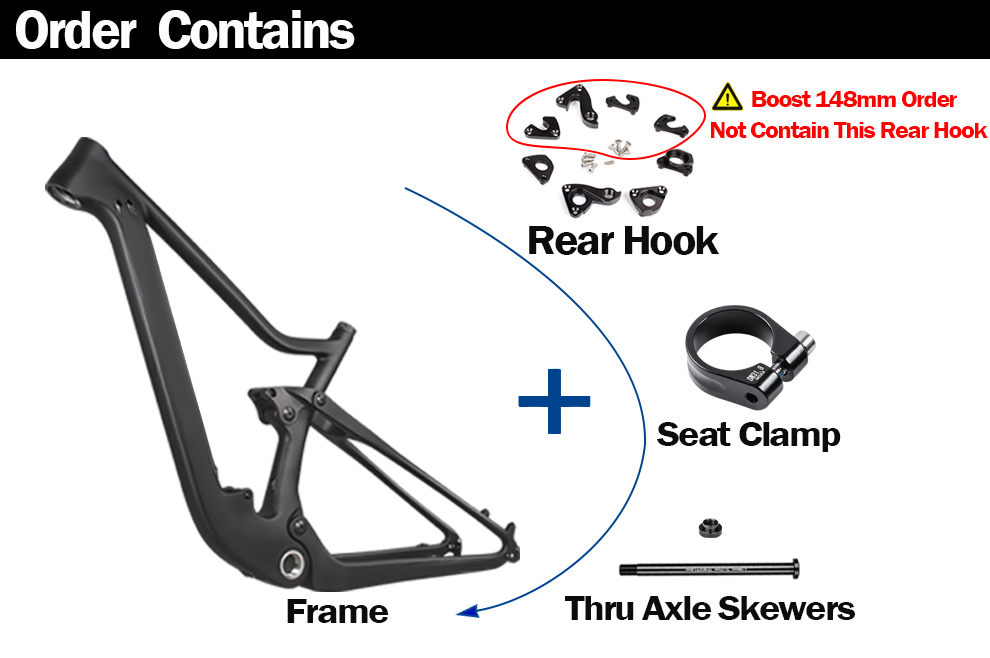 Order Contains
Boost 148mm Order
Not Contain This Rear Hook
Rear Hook
Seat Clamp
Thru Axle Skewers
Frame